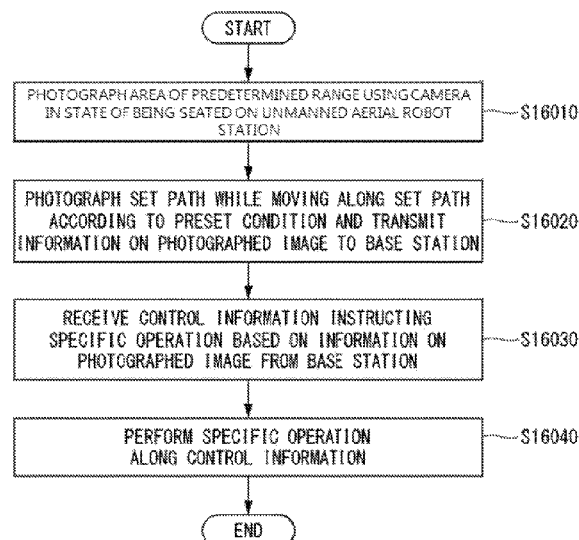 START
PHOTOGRAPH AREA OF PREDETERMINED RANGE USING CAMERA
IN STATE OF BEING SEATED ON UNMANNED AERIAL ROBOT
STATION
S16010
PHOTOGRAPH SET PATH WHILE MOVING ALONG SET PATH
ACCORDING TO PRESET CONDITION AND TRANSMIT
INFORMATION ON PHOTOGRAPHED IMAGE TO BASE STATION
S16020
RECEIVE CONTROL INFORMATION INSTRUCTING
SPECIFIC OPERATION BASED ON INFORMATION ON
PHOTOGRAPHED IMAGE FROM BASE STATION
S16030
PERFORM SPECIFIC OPERATION
ALONG CONTROL INFORMATION
S16040
END